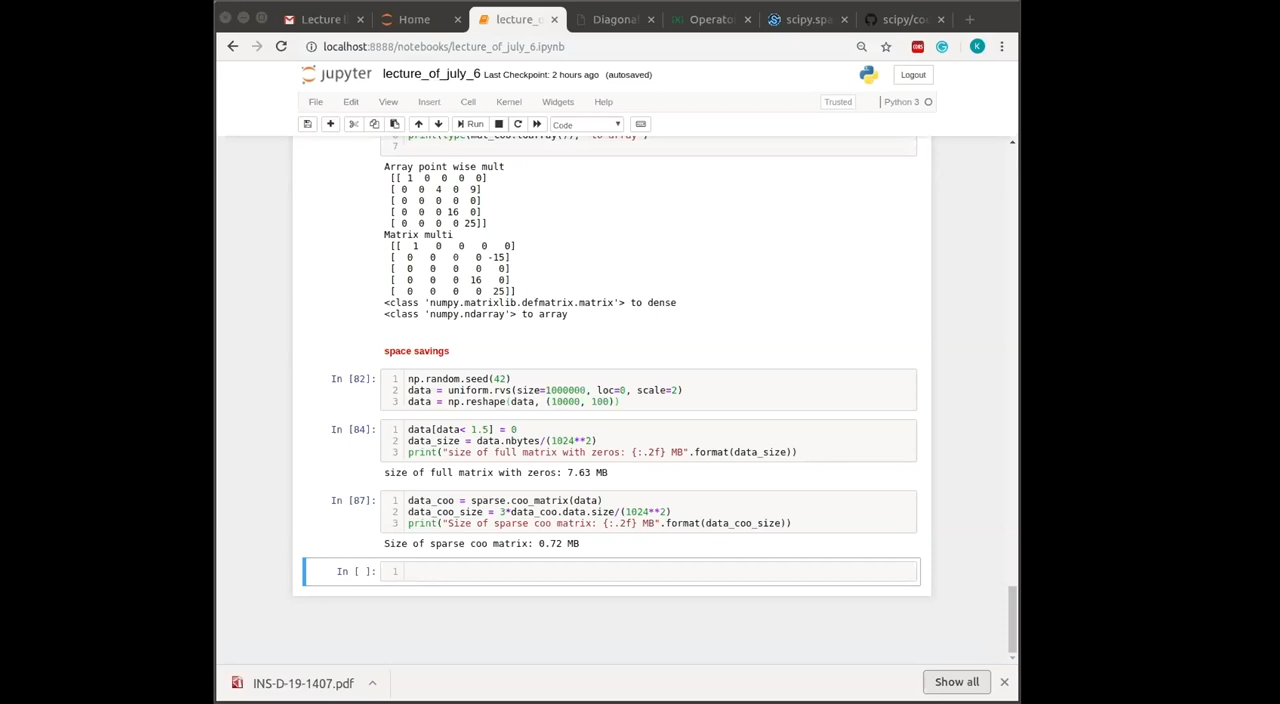 Lecture
Home
lecture_o
Diagonal
Operato
scipy.spa
scipy/co
localhost:8888/notebooks/lecture_of_july_6.ipynb
K
jupyter lecture_of_july_6 Last Checkpoint: 2 hours ago (autosaved)
Logout
File Edit View Insert Cell Kernel Widgets Help
Trusted
Python 3
Run
Code
7
Array point wise mult
[[ 1 0 0 0 0]
[ 0 0 4 0 9]
[ 0 0 0 0 0]
[ 0 0 0 16 0]
[ 0 0 0 0 25]]
Matrix multi
[[ 1 0 0 0 0]
[ 0 0 0 0 -15]
[ 0 0 0 0 0]
[ 0 0 0 16 0]
[ 0 0 0 0 25]]
<class 'numpy.matrixlib.defmatrix.matrix'> to dense
<class 'numpy.ndarray'> to array
space savings
In [82]:
1 np.random.seed(42)
2 data = uniform.rvs(size=1000000, loc=0, scale=2)
3 data = np.reshape(data, (10000, 100))
In [84]:
1 data[data< 1.5] = 0
2 data_size = data.nbytes/(1024**2)
3 print("size of full matrix with zeros: {:.2f} MB".format(data_size))
size of full matrix with zeros: 7.63 MB
In [87]:
1 data_coo = sparse.coo_matrix(data)
2 data_coo_size = 3*data_coo.data.size/(1024**2)
3 print("Size of sparse coo matrix: {:.2f} MB".format(data_coo_size))
Size of sparse coo matrix: 0.72 MB
In [ ]:
1
INS-D-19-1407.pdf
Show all